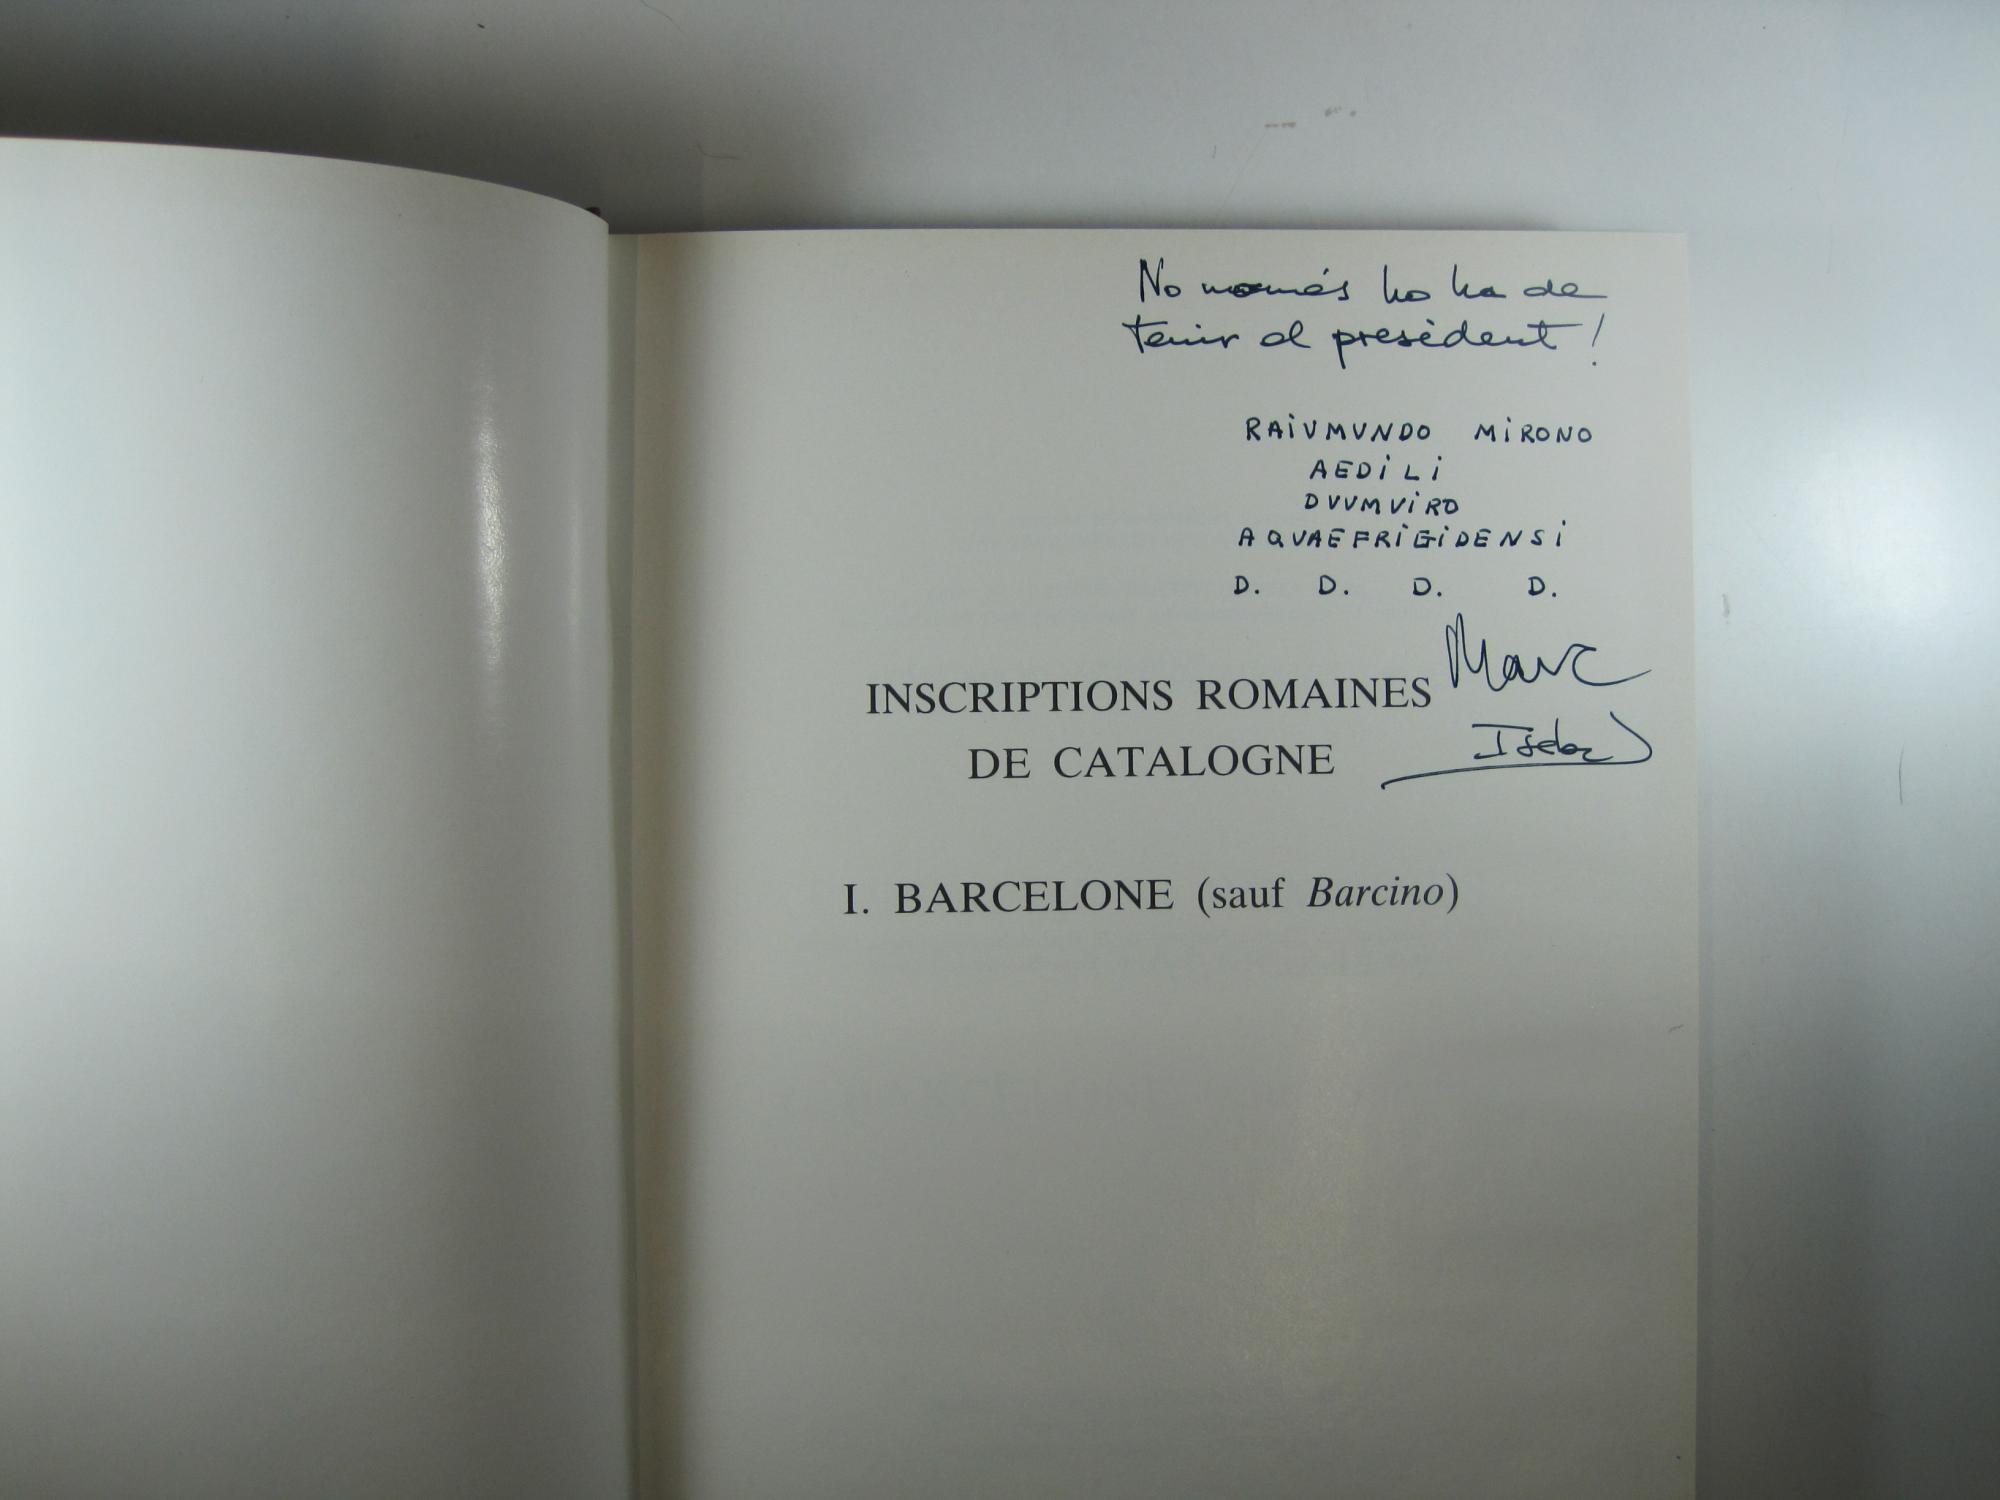 No només ho ha de
tenir el presèdent!
RAIVMVNDO MIRONO
AEDILI
DVVMVIRO
AQVAEFRIGIDENSI
D. D. D. D.
Marc
INSCRIPTIONS ROMAINES
DE CATALOGNE
I. BARCELONE (sauf Barcino)